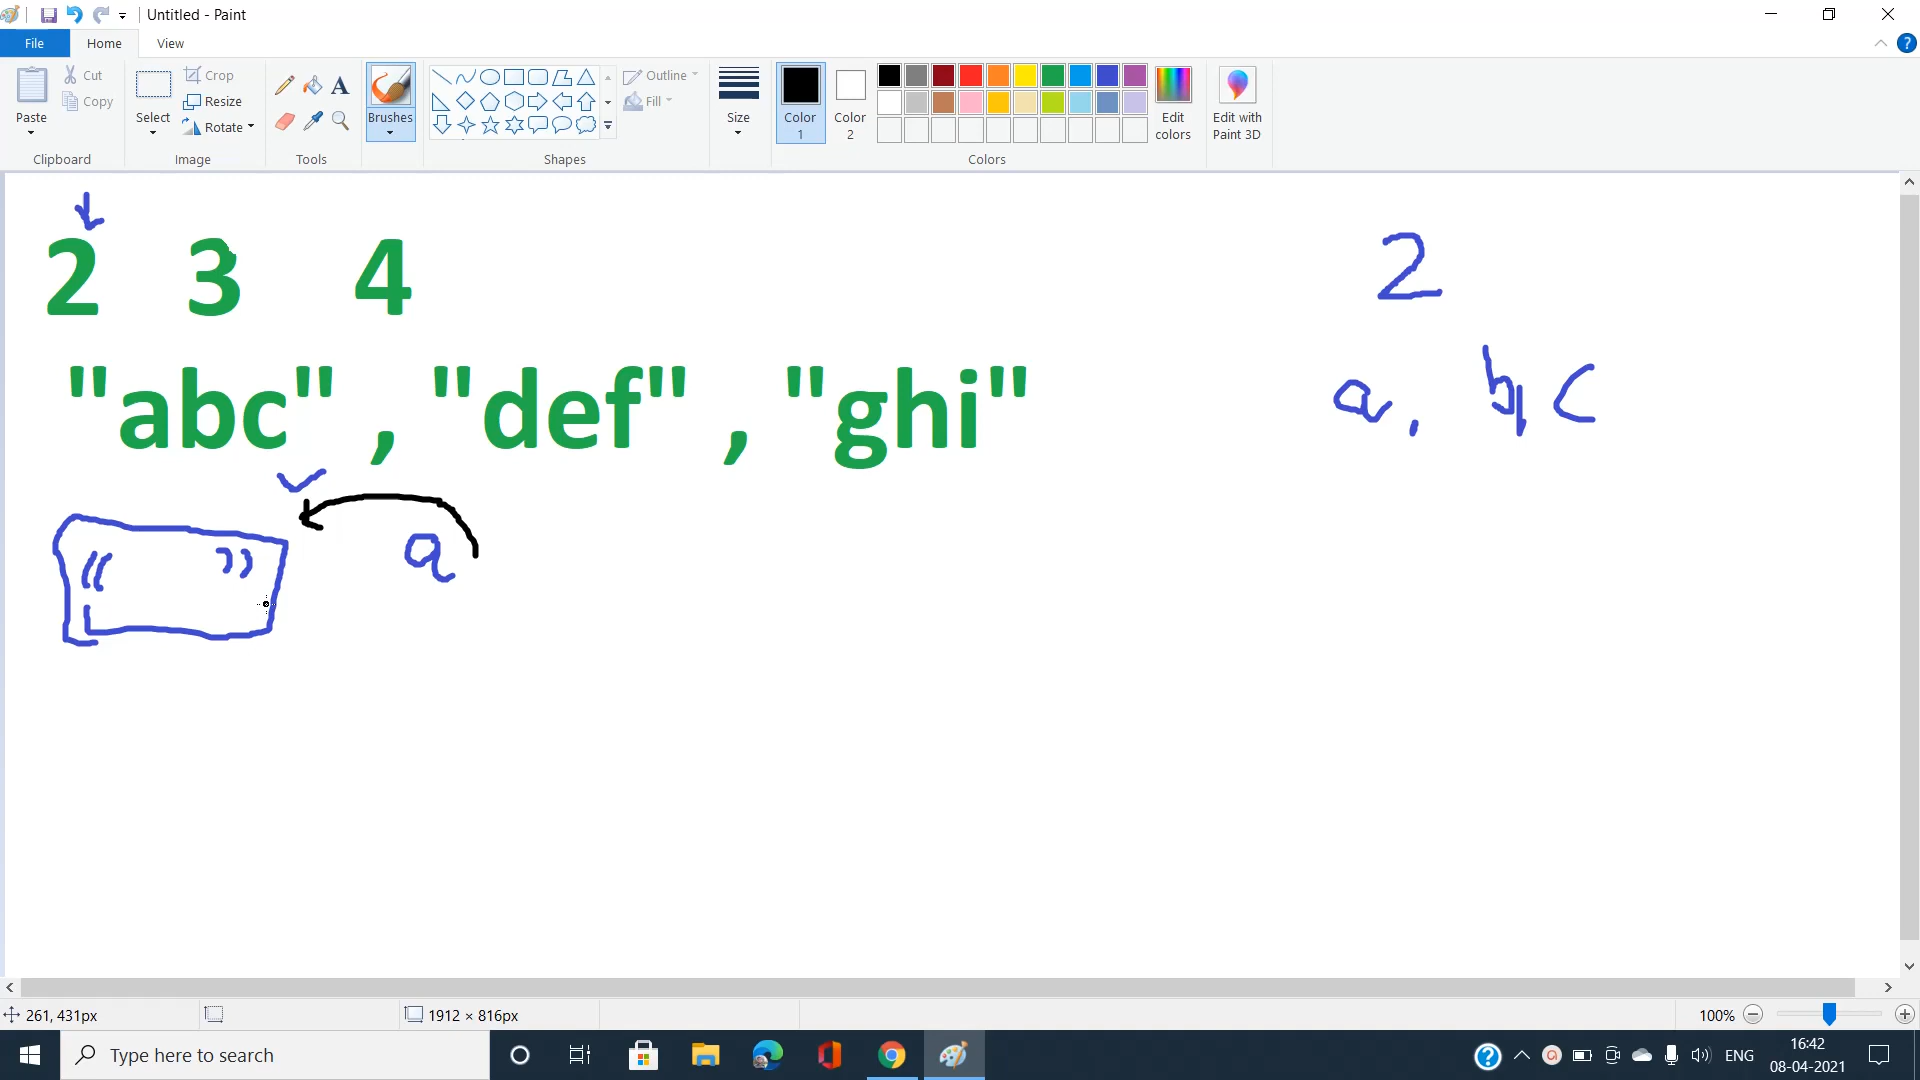 Untitled - Paint
File Home View
Paste Cut Copy Select Crop Resize Rotate Brushes Outline Fill Size Color 1 Color 2 Edit colors Edit with Paint 3D
Clipboard Image Tools Shapes Colors
2 3 4 2
"abc" , "def" , "ghi" a, b, c
" " a
261, 431px 1912 × 816px 100%
Type here to search ENG 16:42
08-04-2021